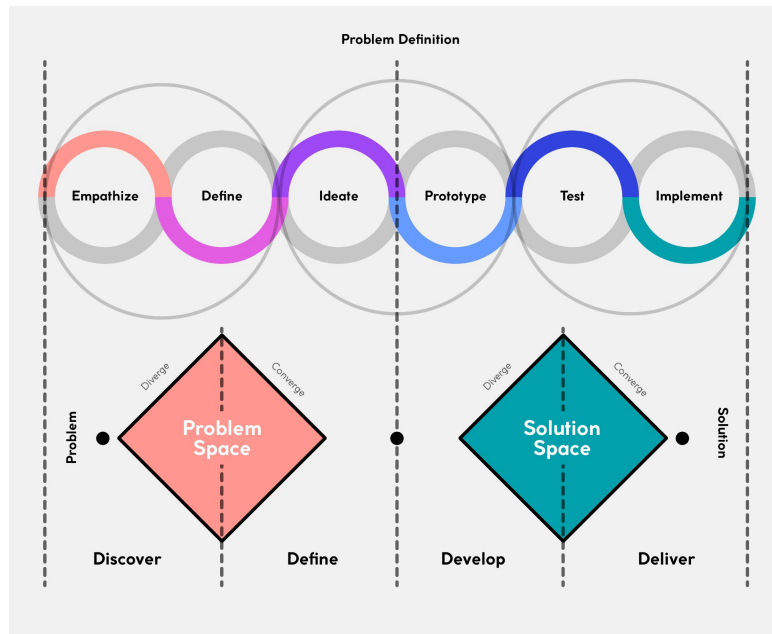 Problem Definition
Empathize
Define
Ideate
Prototype
Test
Implement
Diverge
Converge
Diverge
Converge
Problem
Problem
Space
Solution
Space
Solution
Discover
Define
Develop
Deliver